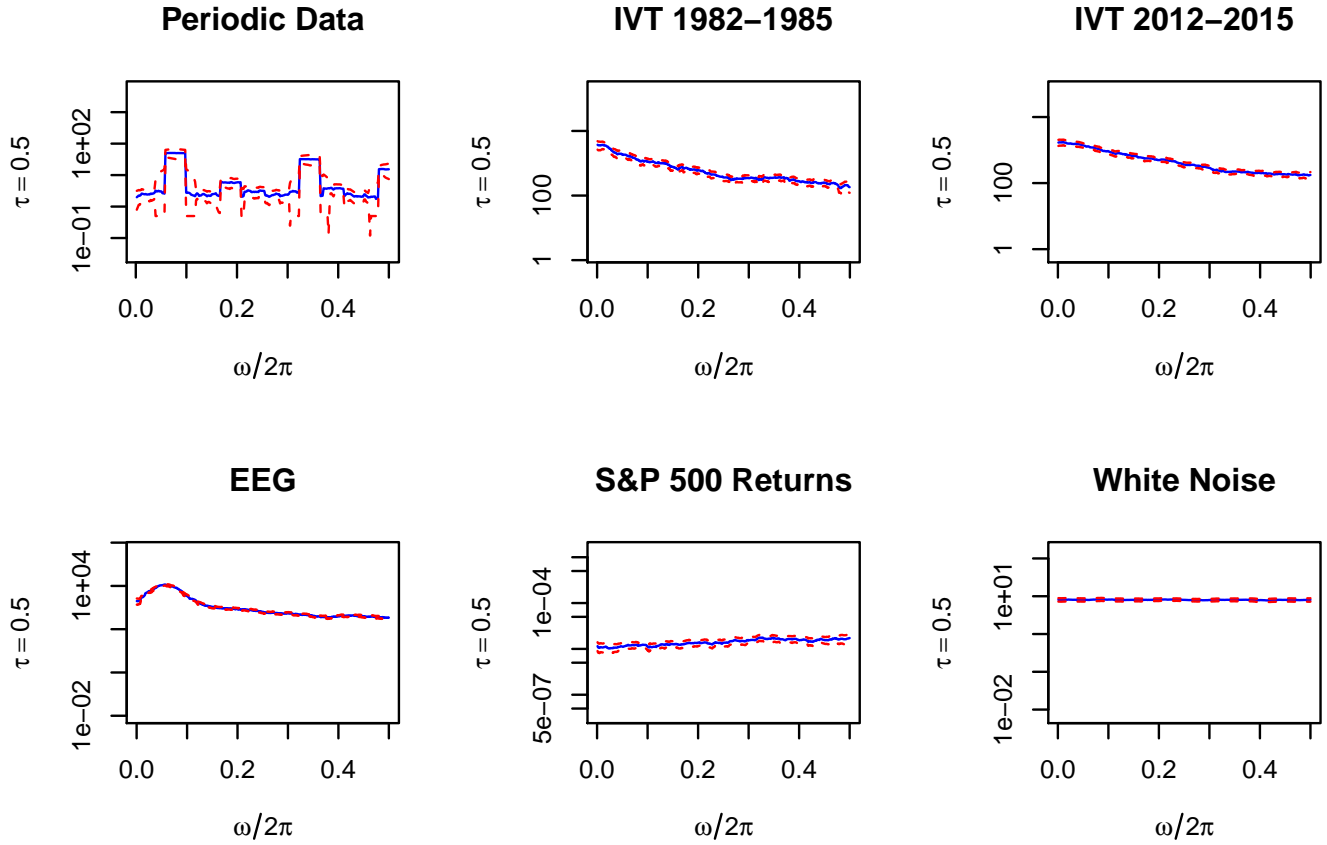 Periodic Data
τ = 0.5
1e−01 1e+02
0.0 0.2 0.4
ω/2π
IVT 1982−1985
τ = 0.5
1 100
0.0 0.2 0.4
ω/2π
IVT 2012−2015
τ = 0.5
1 100
0.0 0.2 0.4
ω/2π
EEG
τ = 0.5
1e−02 1e+04
0.0 0.2 0.4
ω/2π
S&P 500 Returns
τ = 0.5
5e−07 1e−04
0.0 0.2 0.4
ω/2π
White Noise
τ = 0.5
1e−02 1e+01
0.0 0.2 0.4
ω/2π